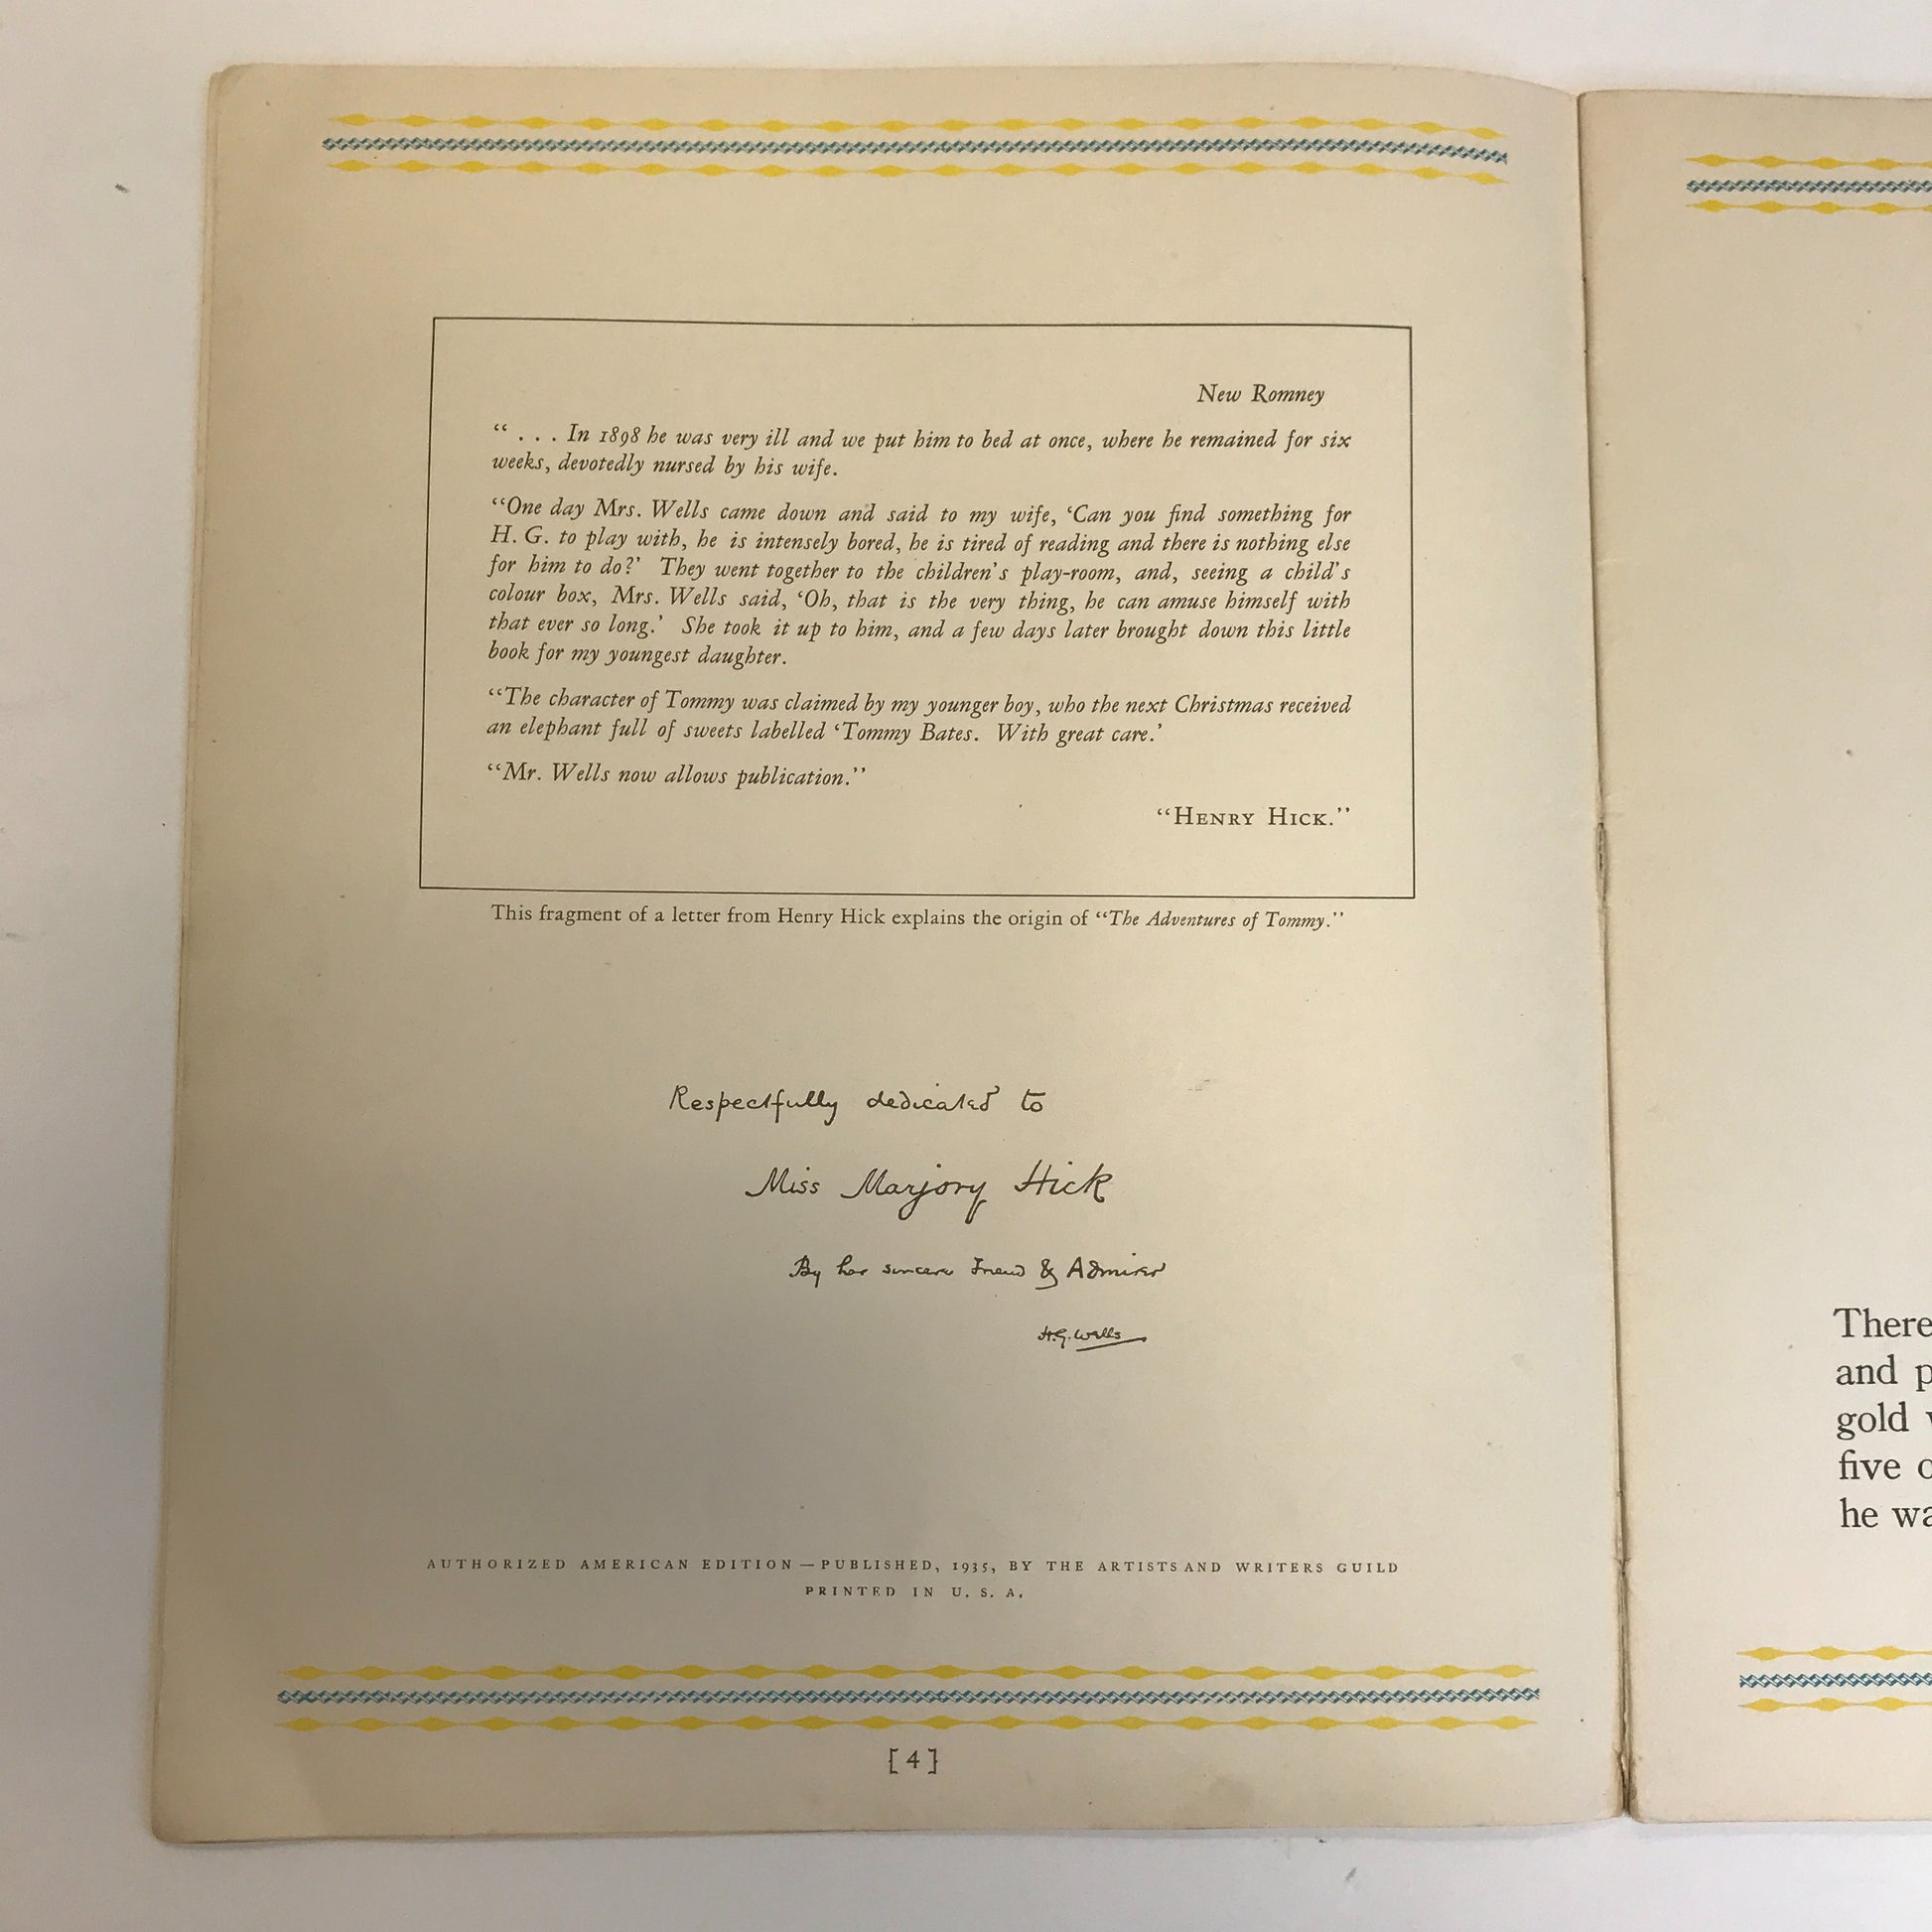 New Romney
“ . . . In 1898 he was very ill and we put him to bed at once, where he remained for six
weeks, devotedly nursed by his wife.
“One day Mrs. Wells came down and said to my wife, ‘Can you find something for
H. G. to play with, he is intensely bored, he is tired of reading and there is nothing else
for him to do?’ They went together to the children’s play-room, and, seeing a child’s
colour box, Mrs. Wells said, ‘Oh, that is the very thing, he can amuse himself with
that ever so long.’ She took it up to him, and a few days later brought down this little
book for my youngest daughter.
“The character of Tommy was claimed by my younger boy, who the next Christmas received
an elephant full of sweets labelled ‘Tommy Bates. With great care.’
“Mr. Wells now allows publication.”
“HENRY HICK.”
This fragment of a letter from Henry Hick explains the origin of “The Adventures of Tommy.”
Respectfully dedicated to
Miss Marjory Hick
By her sincere Friend & Admirer
H.G. Wells
AUTHORIZED AMERICAN EDITION — PUBLISHED, 1935, BY THE ARTISTS AND WRITERS GUILD
PRINTED IN U. S. A.
[ 4 ]
There
and p
gold
five
he wa